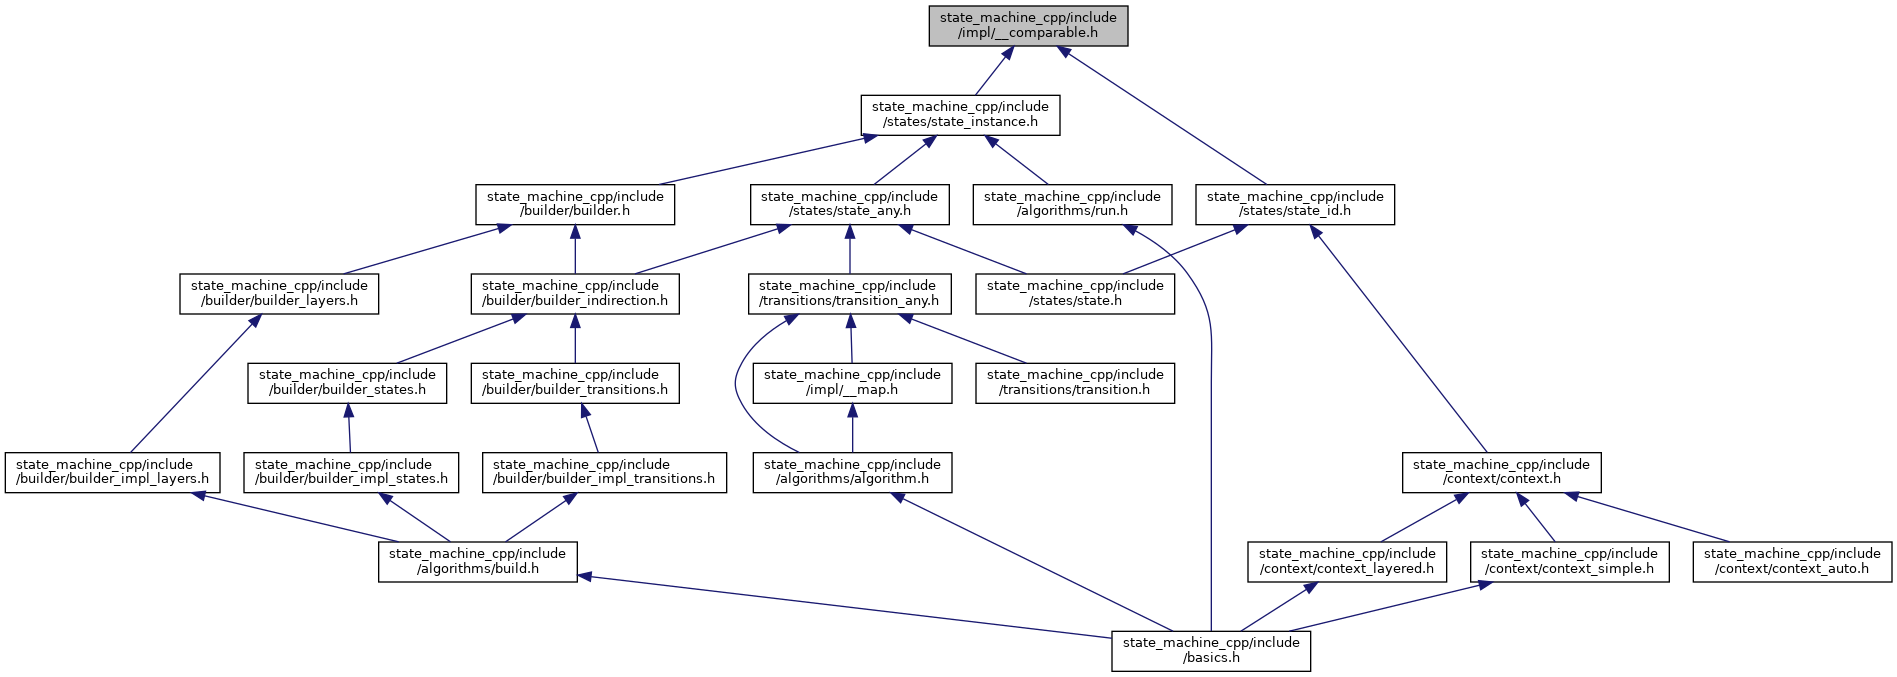 state_machine_cpp/include
/impl/__comparable.h
state_machine_cpp/include
/states/state_instance.h
state_machine_cpp/include
/builder/builder.h
state_machine_cpp/include
/states/state_any.h
state_machine_cpp/include
/algorithms/run.h
state_machine_cpp/include
/states/state_id.h
state_machine_cpp/include
/builder/builder_layers.h
state_machine_cpp/include
/builder/builder_indirection.h
state_machine_cpp/include
/transitions/transition_any.h
state_machine_cpp/include
/states/state.h
state_machine_cpp/include
/builder/builder_states.h
state_machine_cpp/include
/builder/builder_transitions.h
state_machine_cpp/include
/impl/__map.h
state_machine_cpp/include
/transitions/transition.h
state_machine_cpp/include
/builder/builder_impl_layers.h
state_machine_cpp/include
/builder/builder_impl_states.h
state_machine_cpp/include
/builder/builder_impl_transitions.h
state_machine_cpp/include
/algorithms/algorithm.h
state_machine_cpp/include
/context/context.h
state_machine_cpp/include
/algorithms/build.h
state_machine_cpp/include
/context/context_layered.h
state_machine_cpp/include
/context/context_simple.h
state_machine_cpp/include
/context/context_auto.h
state_machine_cpp/include
/basics.h